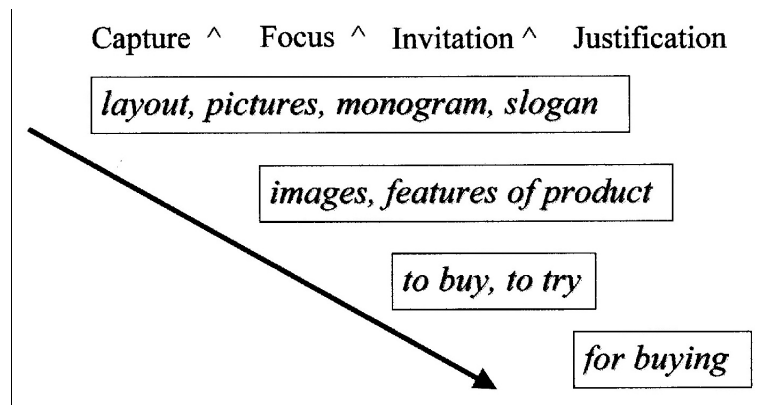 Capture ^ Focus ^ Invitation ^ Justification
layout, pictures, monogram, slogan
images, features of product
to buy, to try
for buying